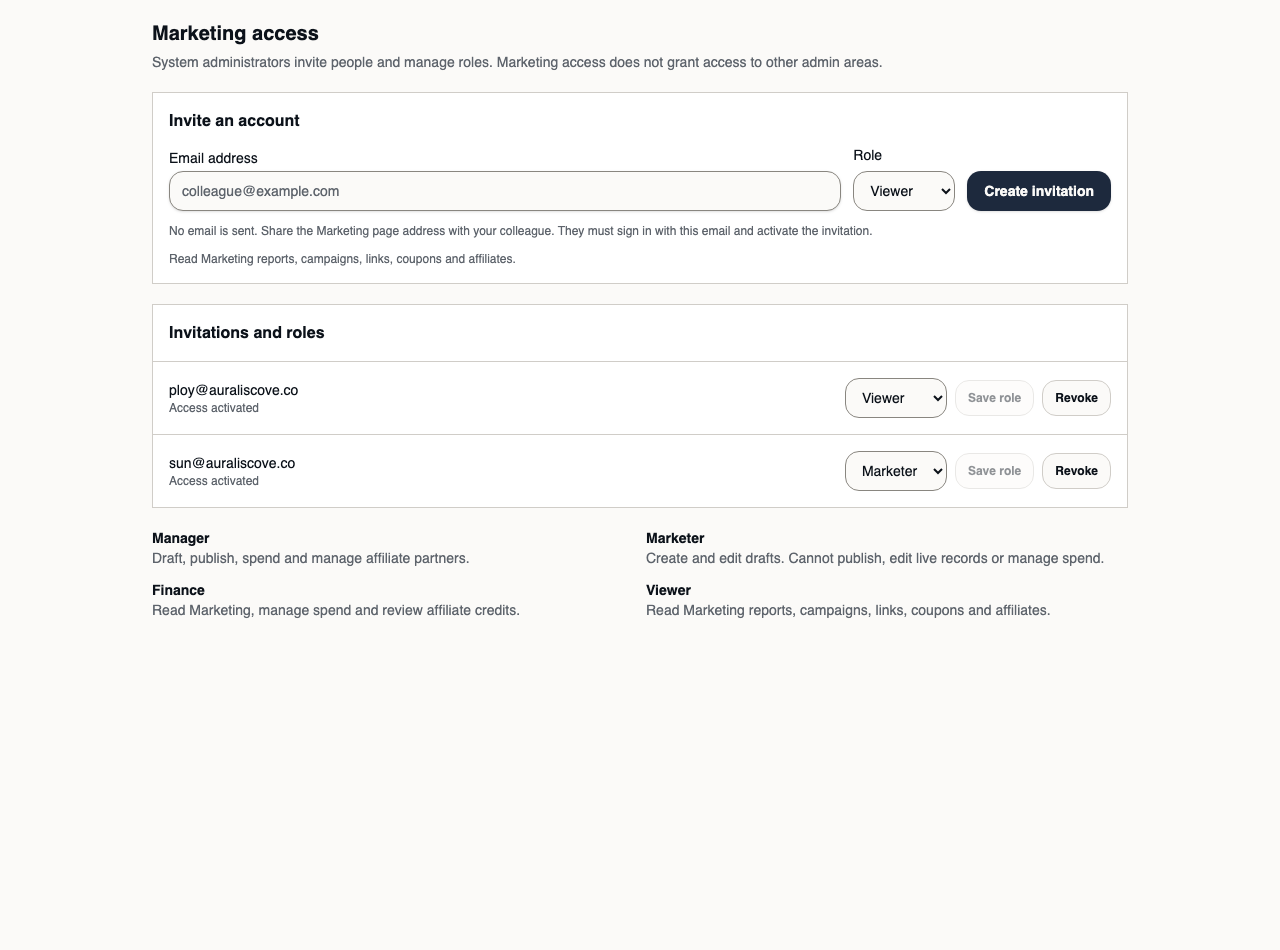 Marketing access
System administrators invite people and manage roles. Marketing access does not grant access to other admin areas.
Invite an account
Email address
Role
colleague@example.com
Viewer
Create invitation
No email is sent. Share the Marketing page address with your colleague. They must sign in with this email and activate the invitation.
Read Marketing reports, campaigns, links, coupons and affiliates.
Invitations and roles
ploy@auraliscove.co
Access activated
Viewer
Save role
Revoke
sun@auraliscove.co
Access activated
Marketer
Save role
Revoke
Manager
Draft, publish, spend and manage affiliate partners.
Marketer
Create and edit drafts. Cannot publish, edit live records or manage spend.
Finance
Read Marketing, manage spend and review affiliate credits.
Viewer
Read Marketing reports, campaigns, links, coupons and affiliates.